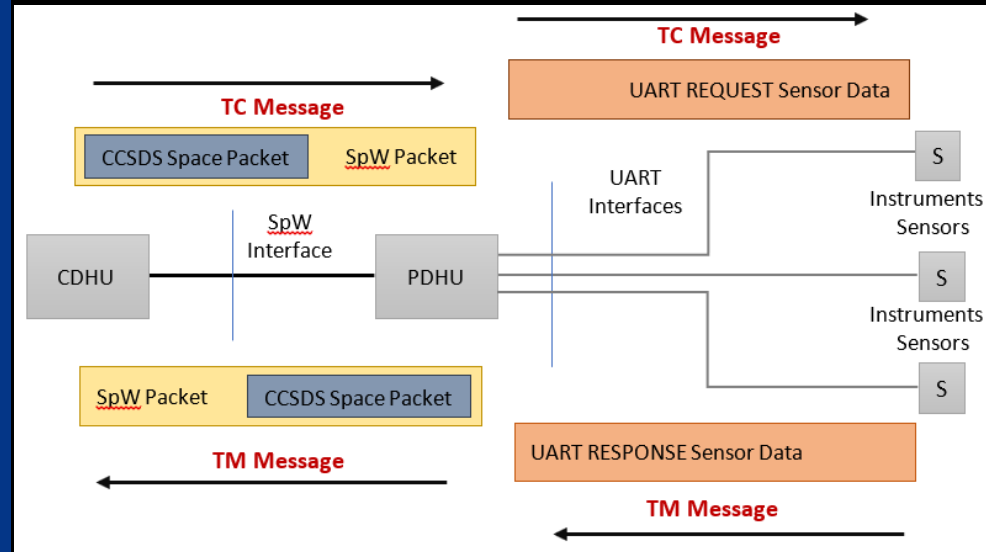 TC Message
UART REQUEST Sensor Data
TC Message
CCSDS Space Packet
SpW Packet
S
UART
Interfaces
Instruments
Sensors
SpW
Interface
CDHU
PDHU
S
Instruments
Sensors
SpW Packet
CCSDS Space Packet
S
TM Message
UART RESPONSE Sensor Data
TM Message